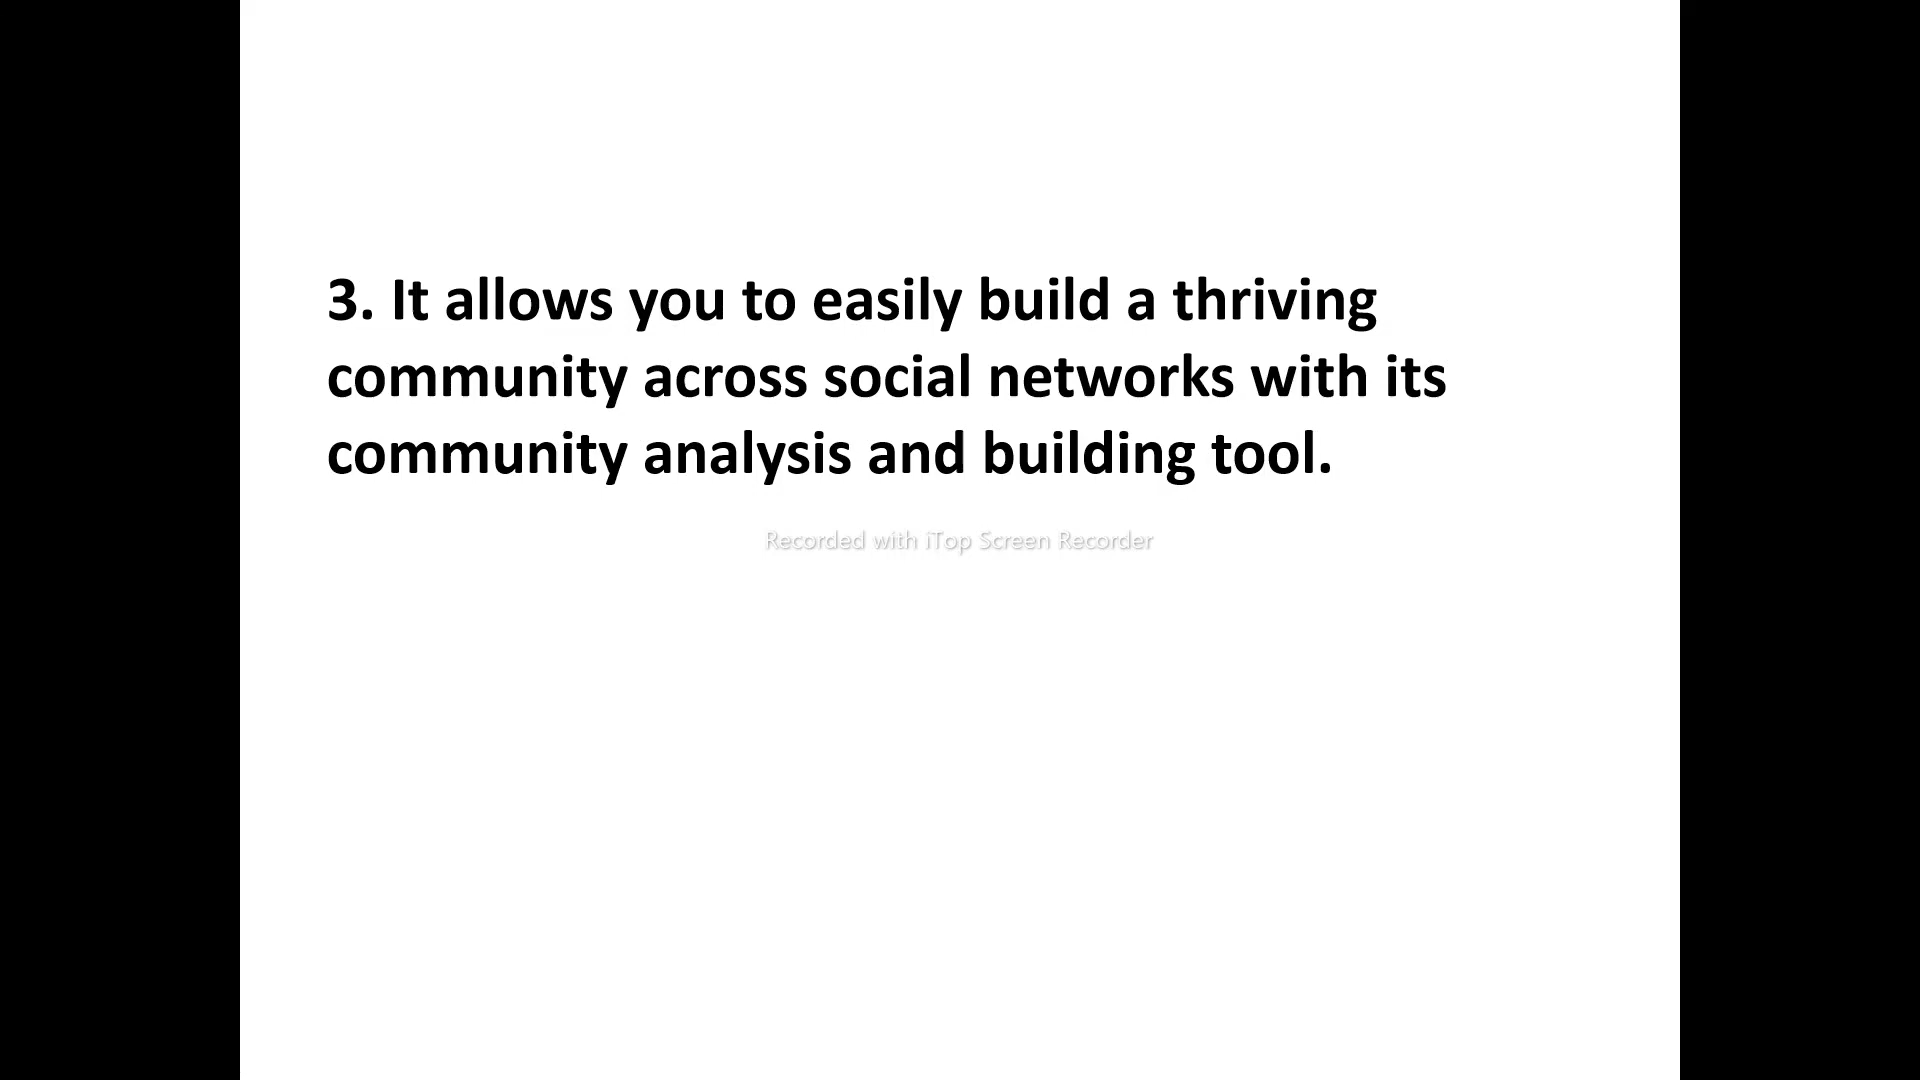 3. It allows you to easily build a thriving
community across social networks with its
community analysis and building tool.
Recorded with iTop Screen Recorder